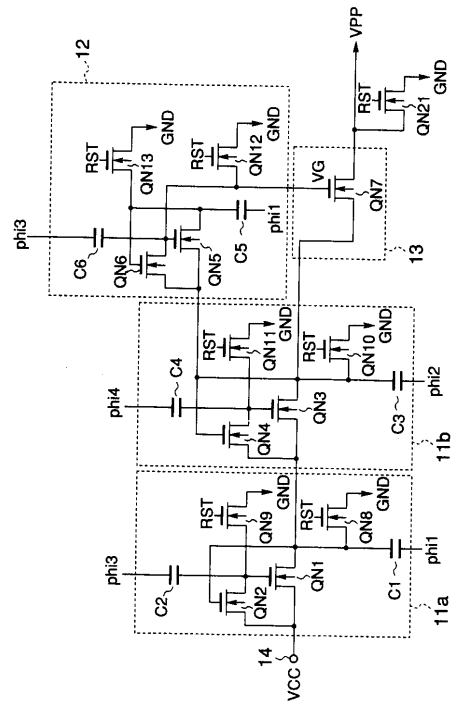 12
phi3
RST
QN13
GND
C6
QN6
RST
QN12
GND
QN5
C5
phi1
VPP
RST
QN21
GND
VG
QN7
13
phi4
C4
RST
QN11
GND
QN4
QN3
RST
QN10
GND
C3
phi2
11b
phi3
C2
RST
QN9
GND
QN2
QN1
RST
QN8
GND
C1
phi1
11a
14
VCC